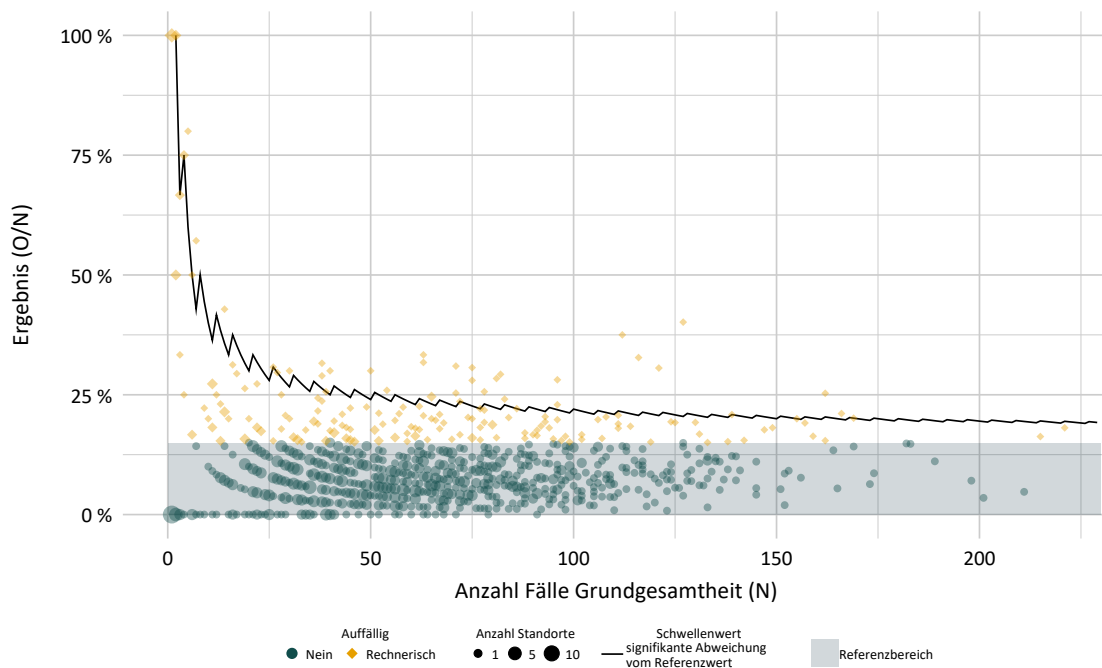 100 %
75 %
50 %
25 %
0 %
Ergebnis (O/N)
0
50
100
150
200
Anzahl Fälle Grundgesamtheit (N)
Auffällig
Nein
Rechnerisch
Anzahl Standorte
1
5
10
Schwellenwert
signifikante Abweichung
vom Referenzwert
Referenzbereich